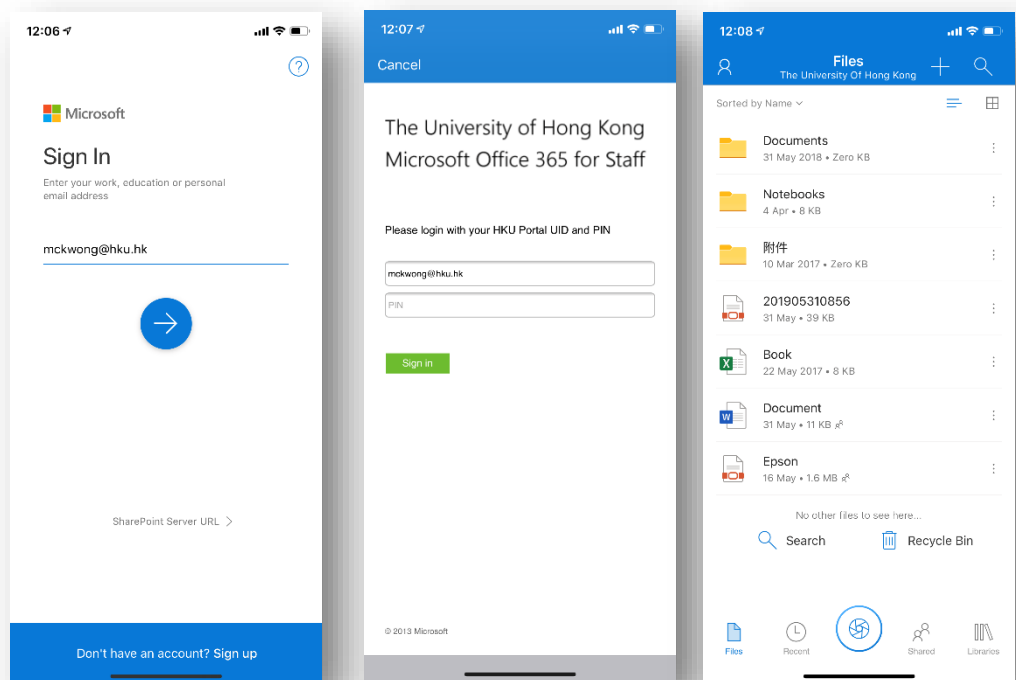 12:06
?
Microsoft
Sign In
Enter your work, education or personal
email address
mckwong@hku.hk
SharePoint Server URL
Don't have an account? Sign up
12:07
Cancel
The University of Hong Kong
Microsoft Office 365 for Staff
Please login with your HKU Portal UID and PIN
mckwong@hku.hk
PIN
Sign in
© 2013 Microsoft
12:08
Files
The University Of Hong Kong
Sorted by Name
Documents
31 May 2018 • Zero KB
Notebooks
4 Apr • 8 KB
附件
10 Mar 2017 • Zero KB
201905310856
31 May • 39 KB
X
Book
22 May 2017 • 8 KB
W
Document
31 May • 11 KB
Epson
16 May • 1.6 MB
No other files to see here...
Search
Recycle Bin
Files
Recent
Shared
Libraries